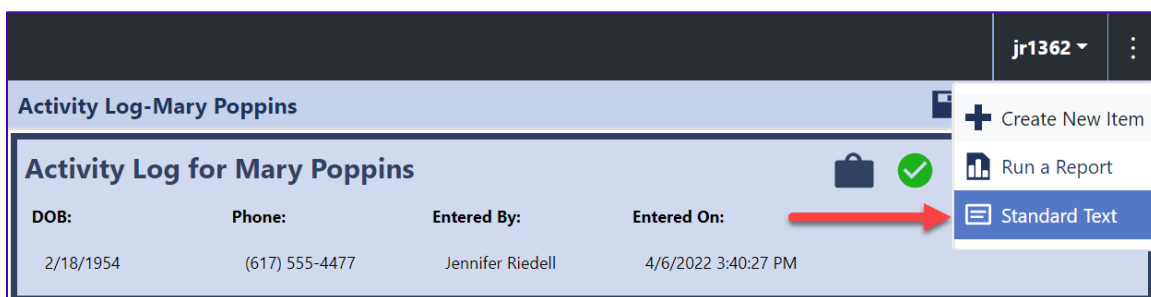 jr1362
Activity Log-Mary Poppins
Create New Item
Activity Log for Mary Poppins
Run a Report
DOB: Phone: Entered By: Entered On:
Standard Text
2/18/1954 (617) 555-4477 Jennifer Riedell 4/6/2022 3:40:27 PM